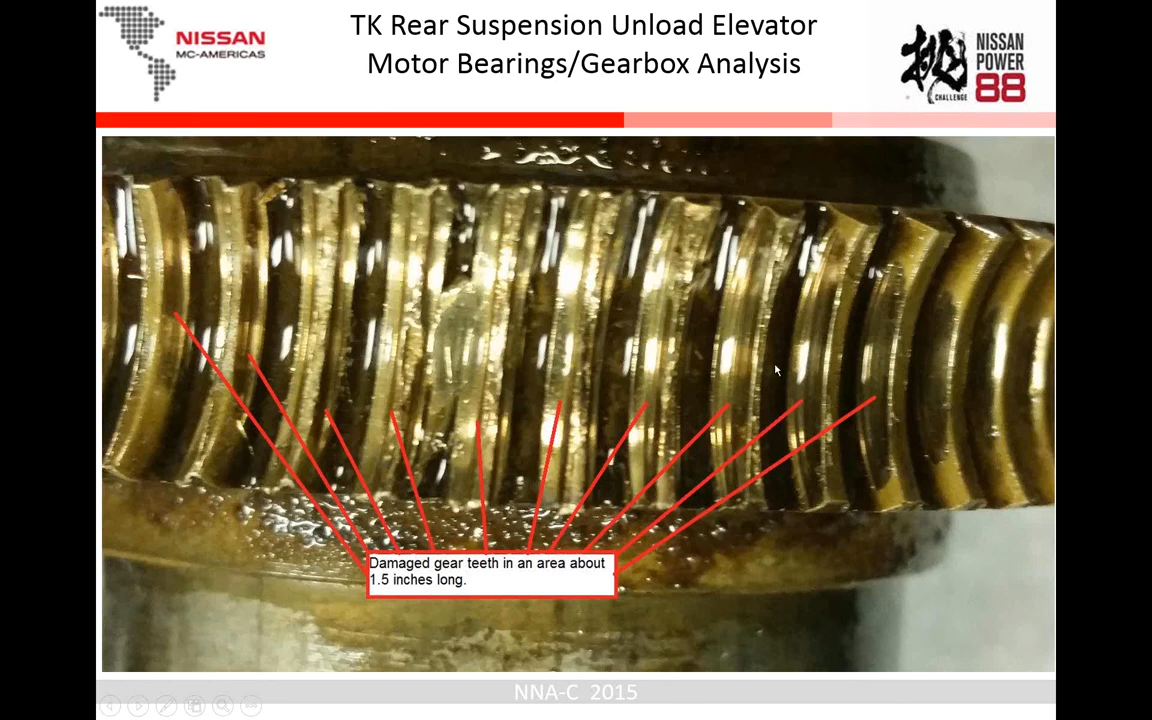 NISSAN
MC-AMERICAS
TK Rear Suspension Unload Elevator
Motor Bearings/Gearbox Analysis
挑
CHALLENGE
NISSAN
POWER
88
Damaged gear teeth in an area about
1.5 inches long.
NNA-C 2015